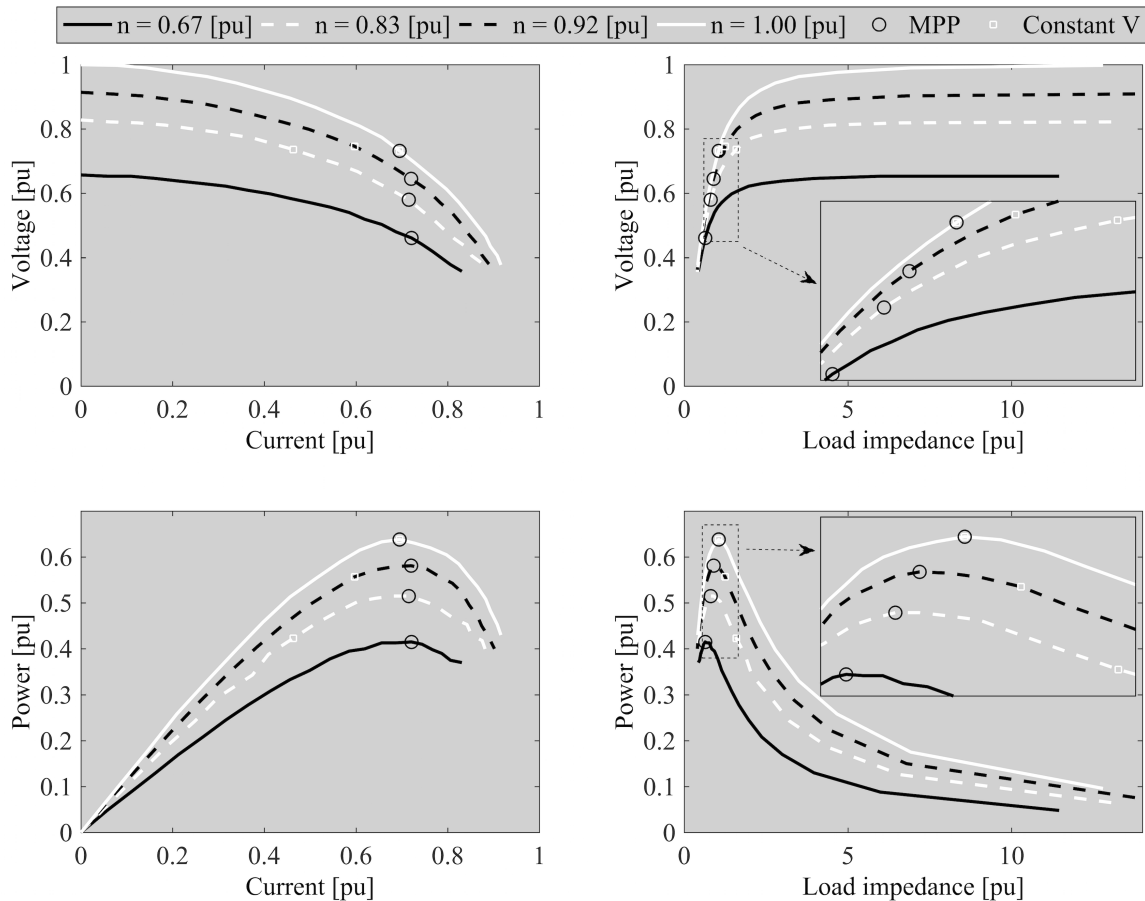 n = 0.67 [pu] n = 0.83 [pu] n = 0.92 [pu] n = 1.00 [pu] MPP Constant V
1
0.8
0.6
0.4
0.2
0
Voltage [pu]
0 0.2 0.4 0.6 0.8 1
Current [pu]
1
0.8
0.6
0.4
0.2
0
Voltage [pu]
0 5 10
Load impedance [pu]
0.6
0.5
0.4
0.3
0.2
0.1
0
Power [pu]
0 0.2 0.4 0.6 0.8 1
Current [pu]
0.6
0.5
0.4
0.3
0.2
0.1
0
Power [pu]
0 5 10
Load impedance [pu]